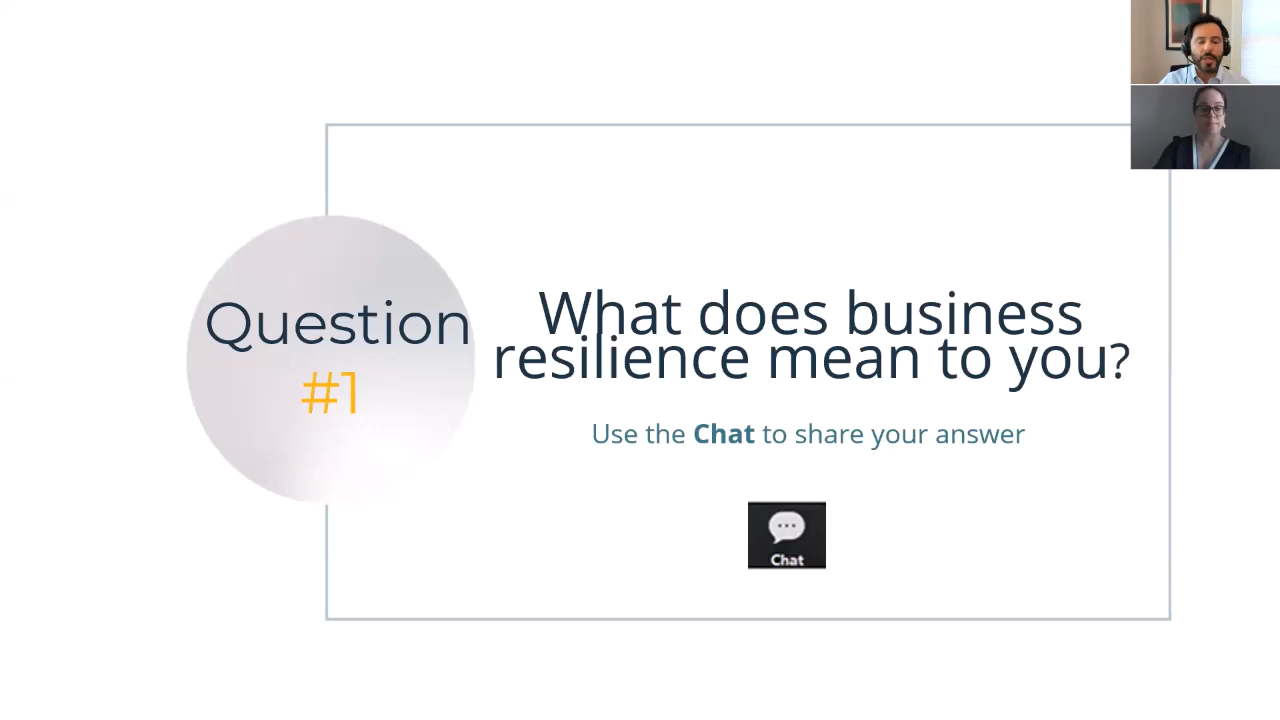 Question
#1
What does business
resilience mean to you?
Use the Chat to share your answer
Chat